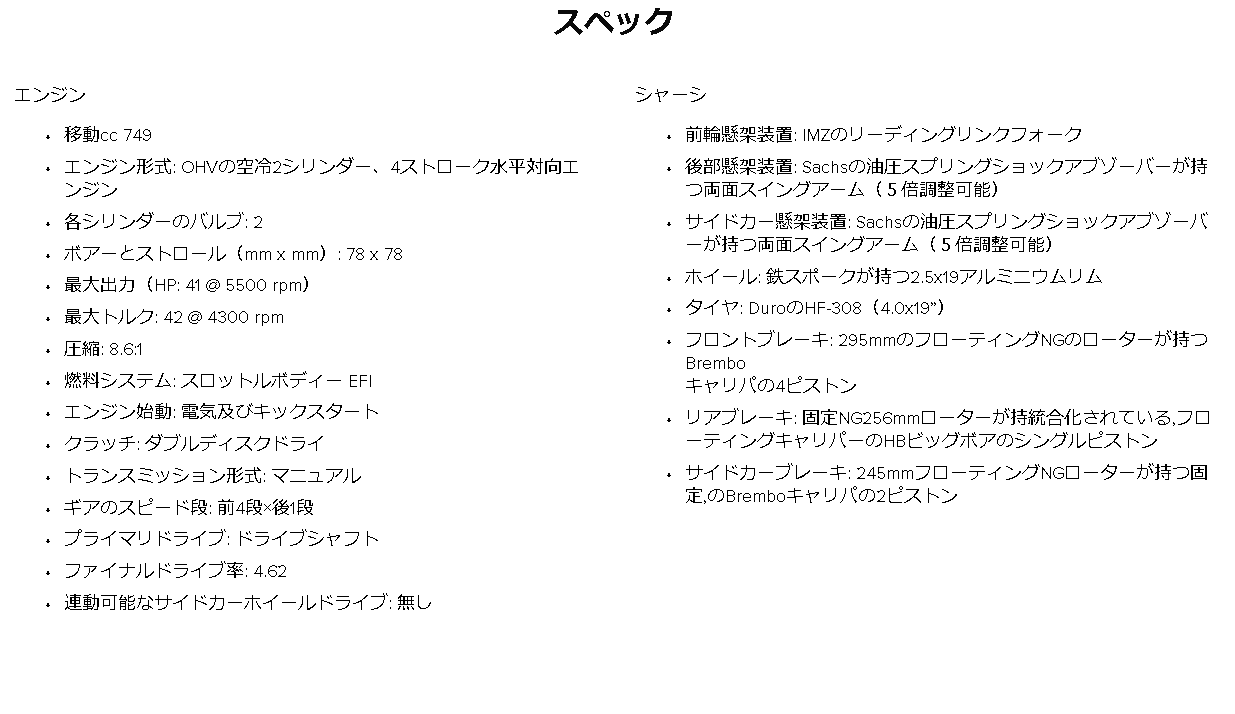 スペック
エンジン
• 移動cc 749
• エンジン形式: OHVの空冷2シリンダー、4ストローク水平対向エ
ンジン
• 各シリンダーのバルブ: 2
• ボアーとストロール（mm x mm）: 78 x 78
• 最大出力（HP: 41 @ 5500 rpm）
• 最大トルク: 42 @ 4300 rpm
• 圧縮: 8.6:1
• 燃料システム: スロットルボディー EFI
• エンジン始動: 電気及びキックスタート
• クラッチ: ダブルディスクドライ
• トランスミッション形式: マニュアル
• ギアのスピード段: 前4段×後1段
• プライマリドライブ: ドライブシャフト
• ファイナルドライブ率: 4.62
• 連動可能なサイドカーホイールドライブ: 無し
シャーシ
• 前輪懸架装置: IMZのリーディングリンクフォーク
• 後部懸架装置: Sachsの油圧スプリングショックアブゾーバーが持
つ両面スイングアーム（５倍調整可能）
• サイドカー懸架装置: Sachsの油圧スプリングショックアブゾーバ
ーが持つ両面スイングアーム（５倍調整可能）
• ホイール: 鉄スポークが持つ2.5x19アルミニウムリム
• タイヤ: DuroのHF-308（4.0x19”）
• フロントブレーキ: 295mmのフローティングNGのローターが持つ
Brembo
キャリパの4ピストン
• リアブレーキ: 固定NG256mmローターが持統合化されている,フロ
ーティングキャリパーのHBビッグボアのシングルピストン
• サイドカーブレーキ: 245mmフローティングNGローターが持つ固
定,のBremboキャリパの2ピストン